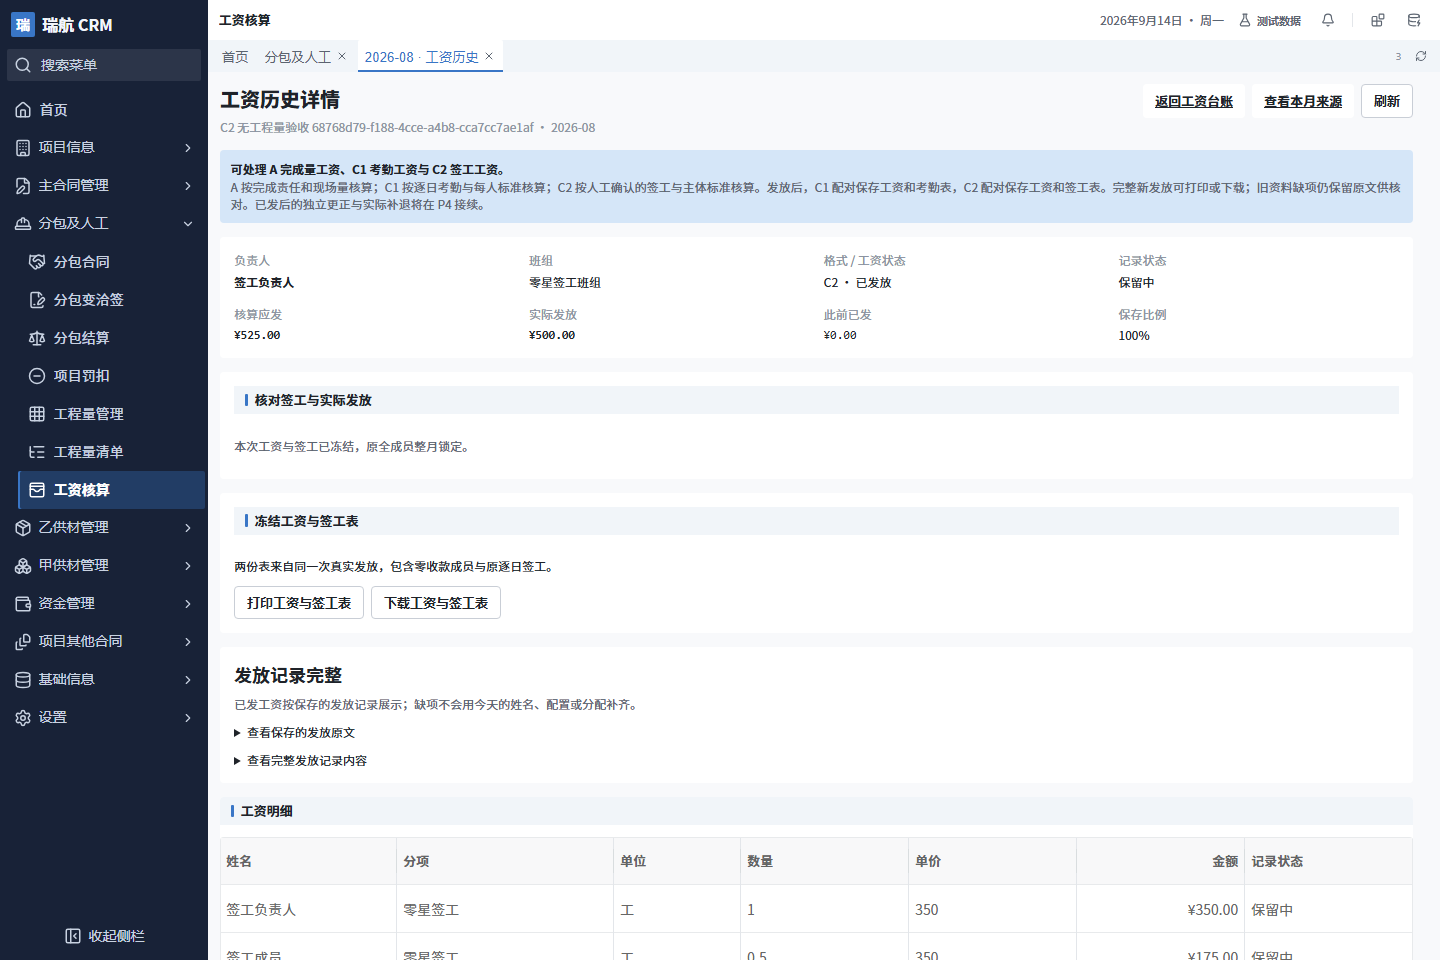 瑞 瑞航 CRM
搜索菜单
首页
项目信息
主合同管理
分包及人工
分包合同
分包变洽签
分包结算
项目罚扣
工程量管理
工程量清单
工资核算
乙供材管理
甲供材管理
资金管理
项目其他合同
基础信息
设置
收起侧栏
工资核算
2026年9月14日 • 周一 测试数据
首页 分包及人工 × 2026-08 · 工资历史 ×
3
工资历史详情
C2 无工程量验收 68768d79-f188-4cce-a4b8-cca7cc7ae1af • 2026-08
返回工资台账 查看本月来源 刷新
可处理 A 完成量工资、C1 考勤工资与 C2 签工工资。
A 按完成责任和现场量核算；C1 按逐日考勤与每人标准核算；C2 按人工确认的签工与主体标准核算。发放后，C1 配对保存工资和考勤表，C2 配对保存工资和签工表。完整新发放可打印或下载；旧资料缺项仍保留原文供核
对。已发后的独立更正与实际补退将在 P4 接续。
负责人 班组 格式 / 工资状态 记录状态
签工负责人 零星签工班组 C2 • 已发放 保留中
核算应发 实际发放 此前已发 保存比例
¥525.00 ¥500.00 ¥0.00 100%
核对签工与实际发放
本次工资与签工已冻结，原全成员整月锁定。
冻结工资与签工表
两份表来自同一次真实发放，包含零收款成员与原逐日签工。
打印工资与签工表 下载工资与签工表
发放记录完整
已发工资按保存的发放记录展示；缺项不会用今天的姓名、配置或分配补齐。
▶ 查看保存的发放原文
▶ 查看完整发放记录内容
工资明细
姓名 分项 单位 数量 单价 金额 记录状态
签工负责人 零星签工 工 1 350 ¥350.00 保留中
签工成员 零星签工 工 0.5 350 ¥175.00 保留中